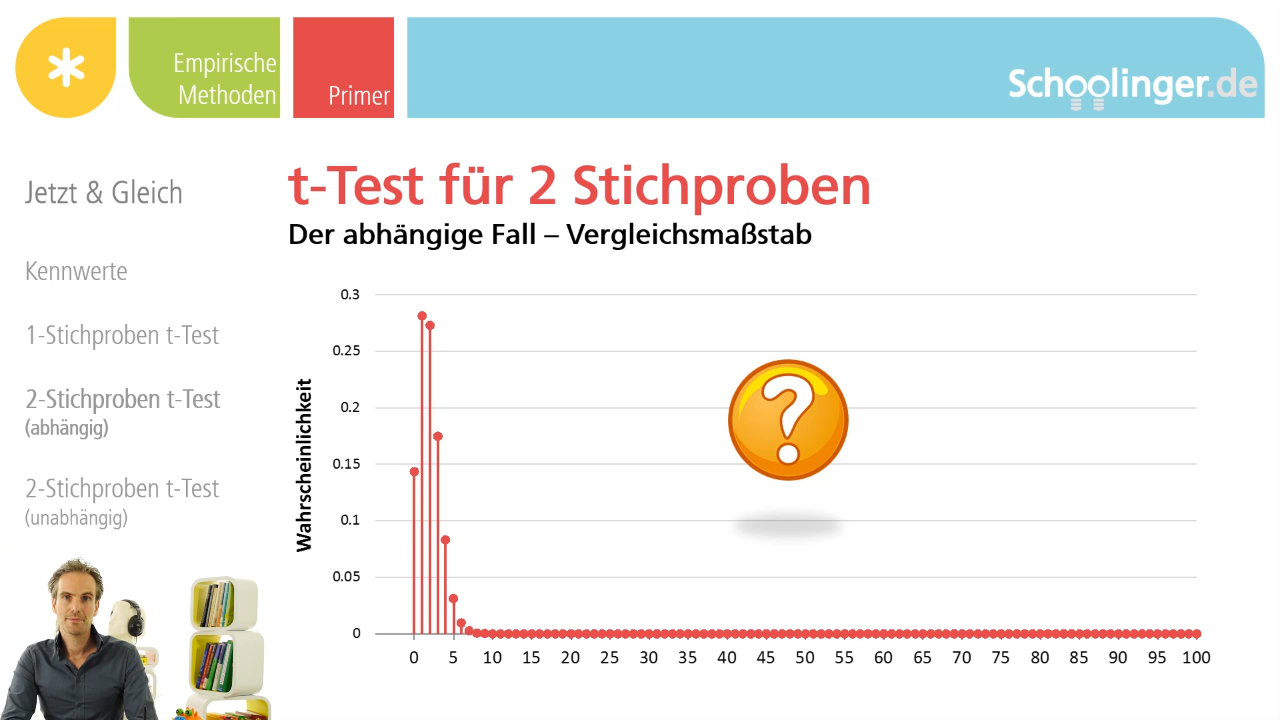 Empirische
Methoden
Primer
Schoolinger.de
Jetzt & Gleich
Kennwerte
1-Stichproben t-Test
2-Stichproben t-Test
(abhängig)
2-Stichproben t-Test
(unabhängig)
t-Test für 2 Stichproben
Der abhängige Fall – Vergleichsmaßstab
Wahrscheinlichkeit
0.3
0.25
0.2
0.15
0.1
0.05
0
0 5 10 15 20 25 30 35 40 45 50 55 60 65 70 75 80 85 90 95 100
?